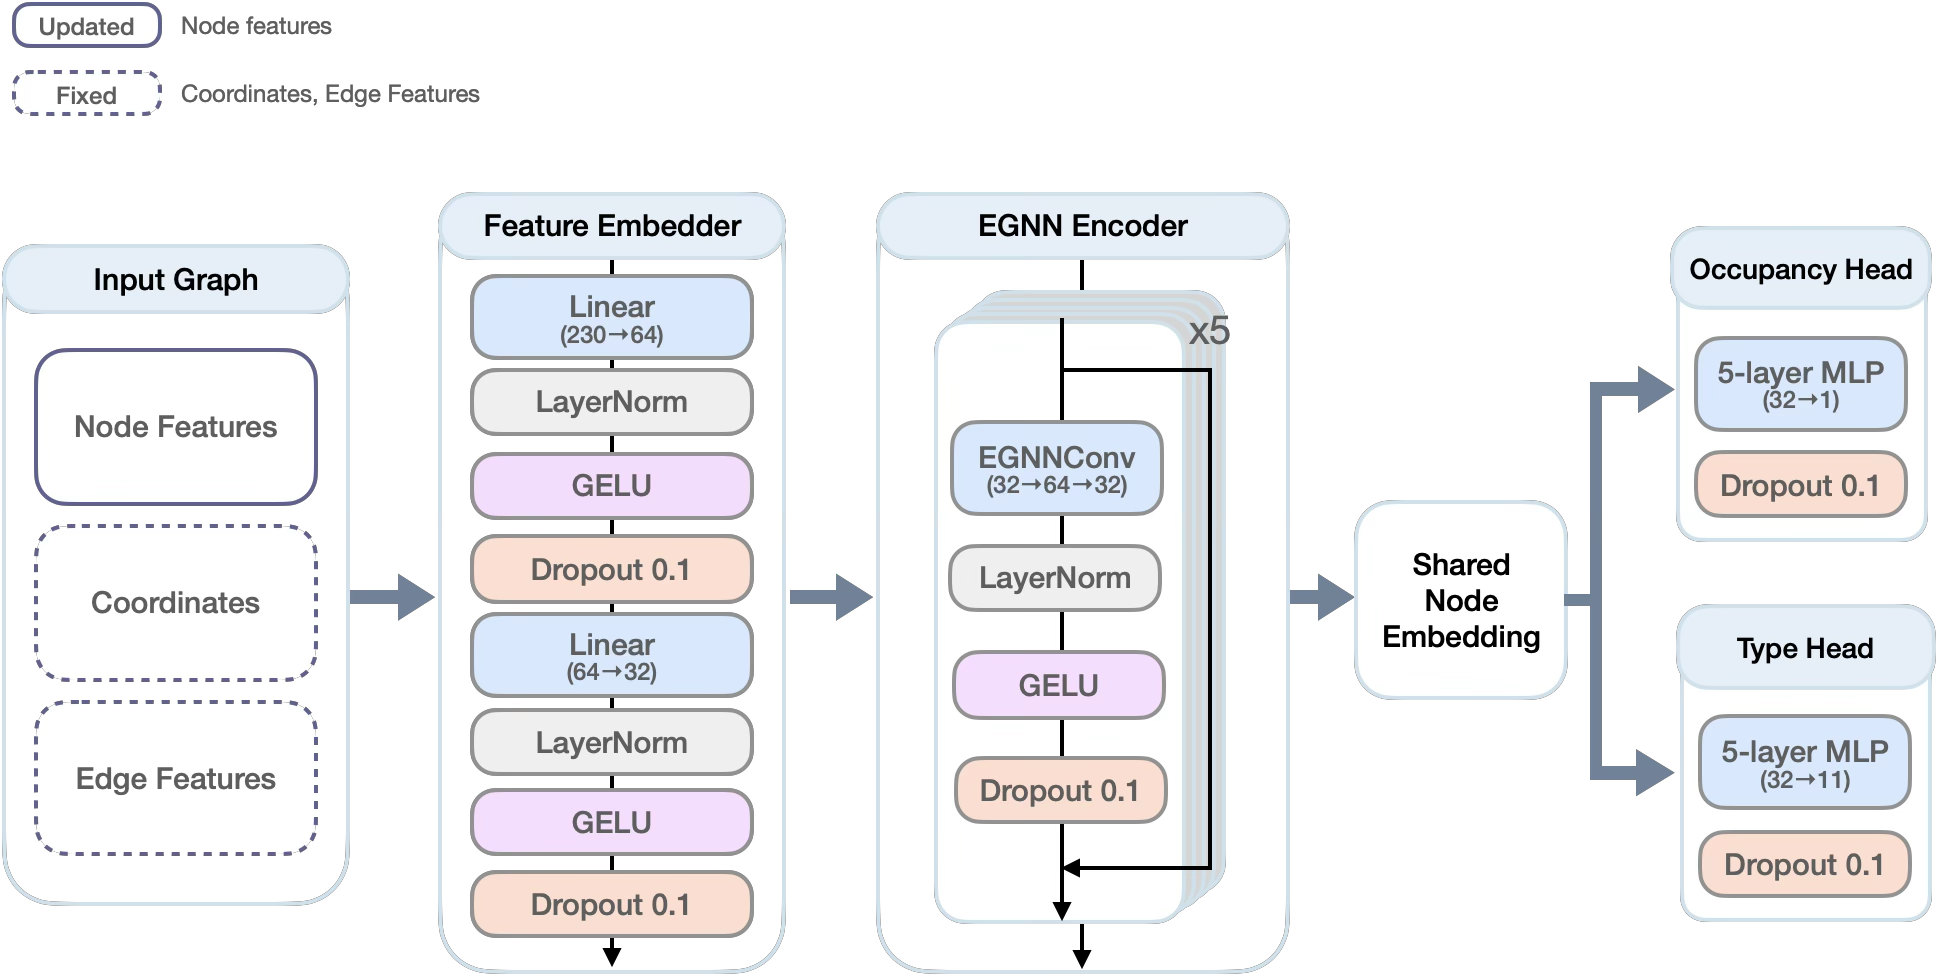 Updated
Node features
Fixed
Coordinates, Edge Features
Input Graph
Node Features
Coordinates
Edge Features
Feature Embedder
Linear
(230→64)
LayerNorm
GELU
Dropout 0.1
Linear
(64→32)
LayerNorm
GELU
Dropout 0.1
EGNN Encoder
x5
EGNNConv
(32→64→32)
LayerNorm
GELU
Dropout 0.1
Shared
Node
Embedding
Occupancy Head
5-layer MLP
(32→1)
Dropout 0.1
Type Head
5-layer MLP
(32→11)
Dropout 0.1